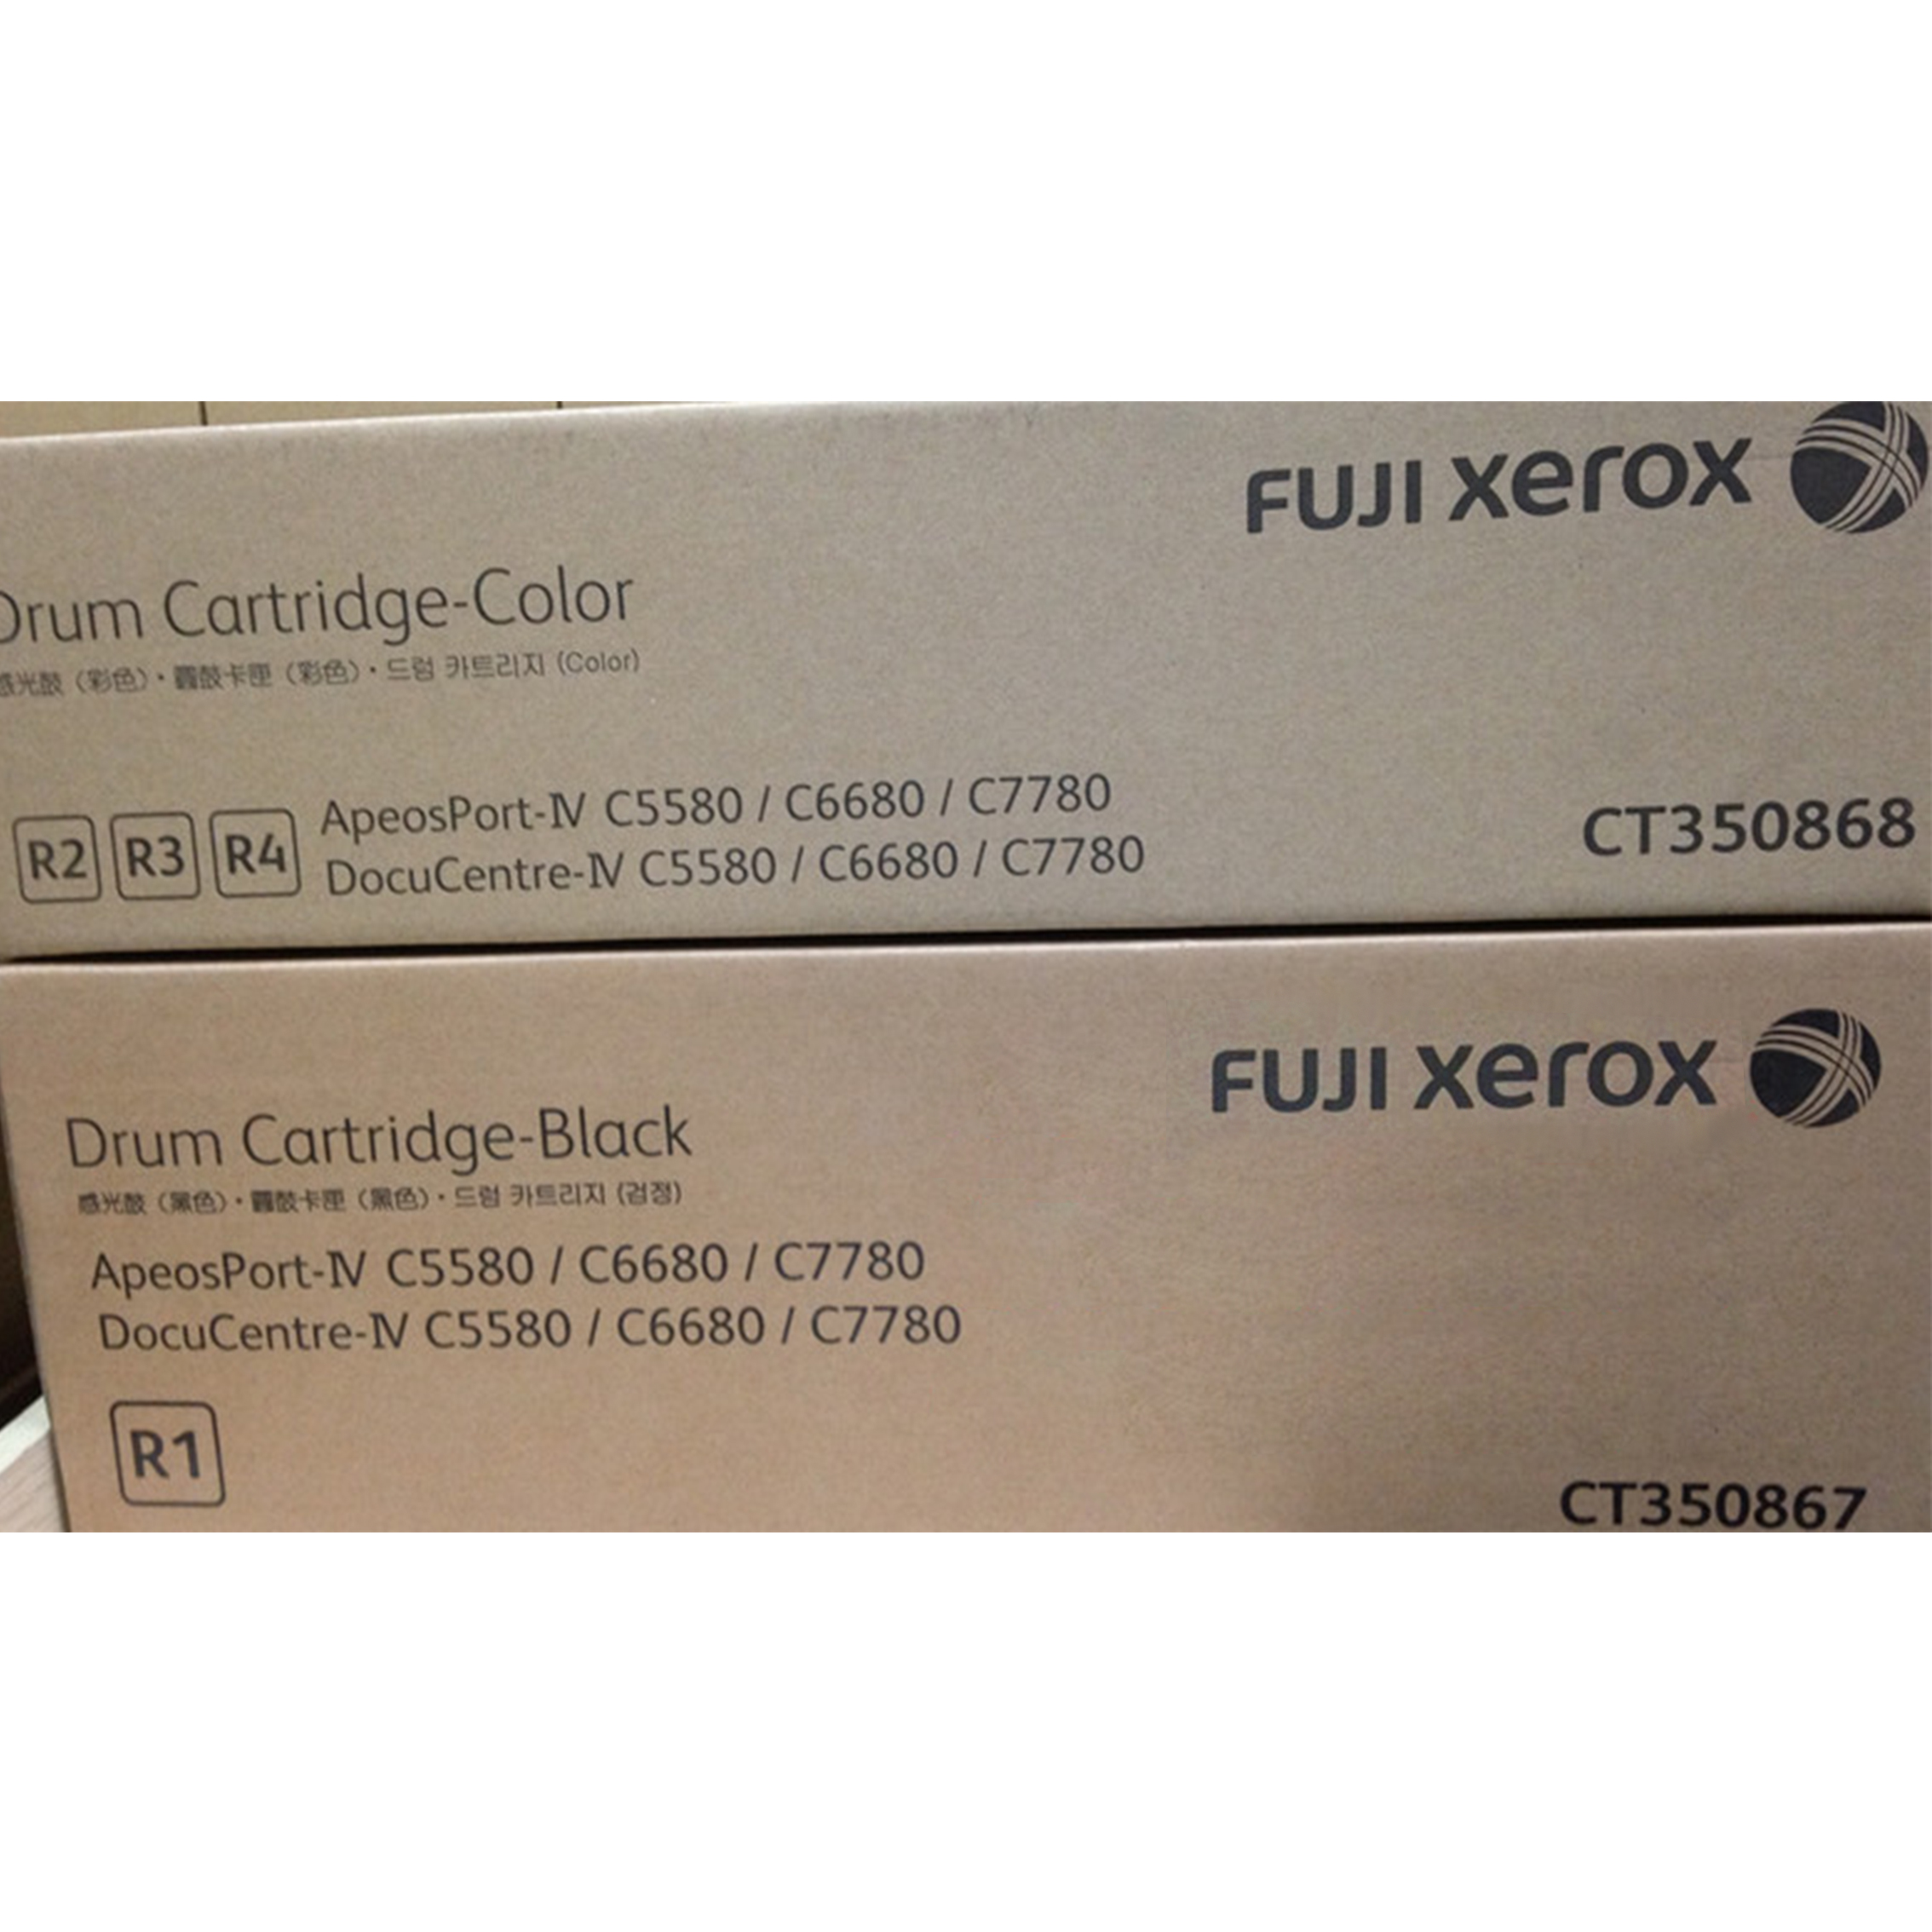 FUJI xerox
Drum Cartridge-Color
感光鼓（彩色）・圓鼓卡匣（彩色）・드럼 카트리지 (Color)
R2 R3 R4
ApeosPort-Ⅳ C5580 / C6680 / C7780
DocuCentre-Ⅳ C5580 / C6680 / C7780
CT350868
FUJI xerox
Drum Cartridge-Black
感光鼓（黑色）・圓鼓卡匣（黑色）・드럼 카트리지 (검정)
ApeosPort-Ⅳ C5580 / C6680 / C7780
DocuCentre-Ⅳ C5580 / C6680 / C7780
R1
CT350867